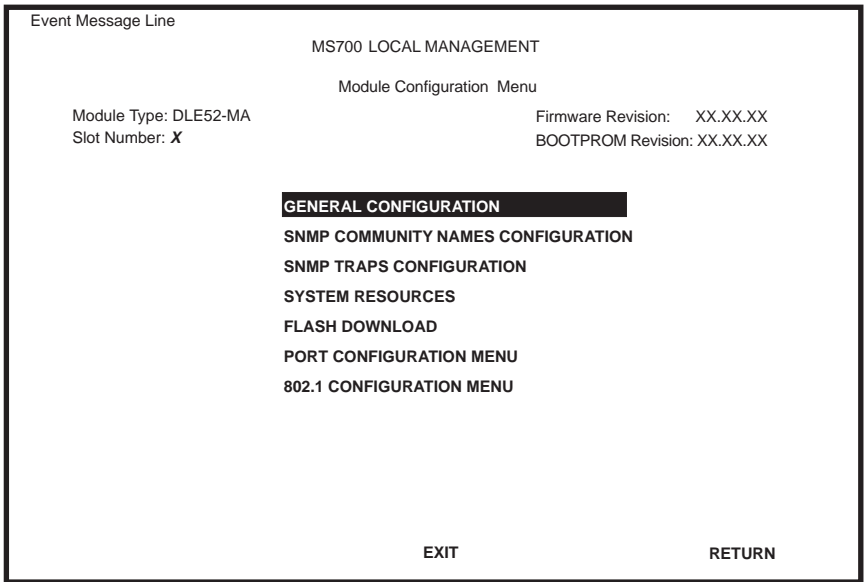 Event Message Line
MS700 LOCAL MANAGEMENT
Module Configuration Menu
Module Type: DLE52-MA Firmware Revision: XX.XX.XX
Slot Number: X BOOTPROM Revision: XX.XX.XX
GENERAL CONFIGURATION
SNMP COMMUNITY NAMES CONFIGURATION
SNMP TRAPS CONFIGURATION
SYSTEM RESOURCES
FLASH DOWNLOAD
PORT CONFIGURATION MENU
802.1 CONFIGURATION MENU
EXIT RETURN